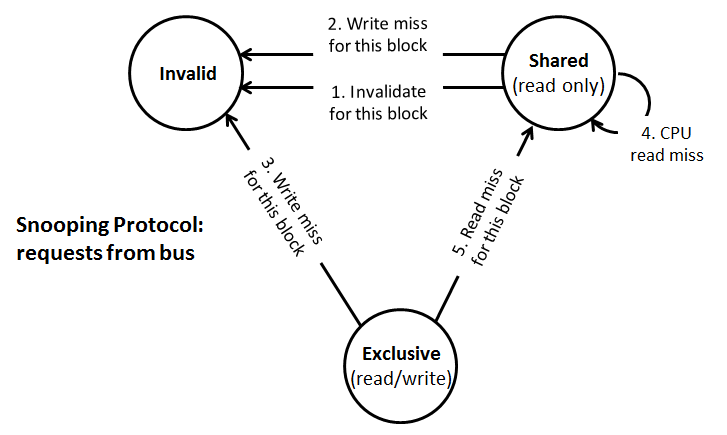 2. Write miss
for this block
Invalid
Shared
(read only)
1. Invalidate
for this block
4. CPU
read miss
3. Write miss
for this block
5. Read miss
for this block
Snooping Protocol:
requests from bus
Exclusive
(read/write)